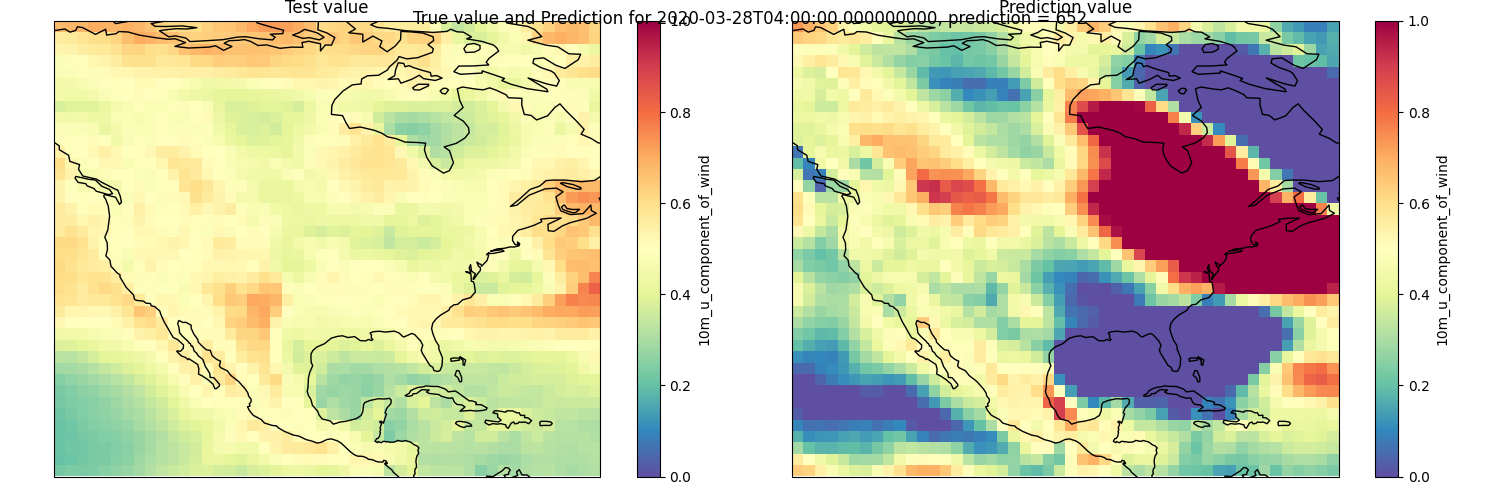 Test value
True value and Prediction for 2020-03-28T04:00:00.000000000, prediction = 652
Prediction value
1.0
0.8
0.6
0.4
0.2
0.0
10m_u_component_of_wind
1.0
0.8
0.6
0.4
0.2
0.0
10m_u_component_of_wind